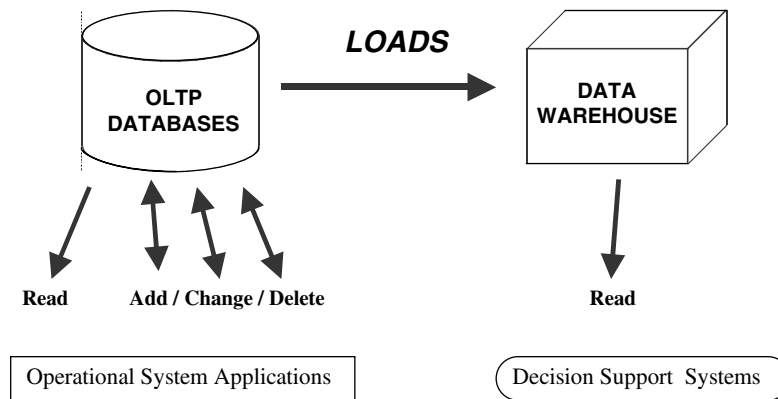 LOADS
OLTP
DATABASES
DATA
WAREHOUSE
Read
Add / Change / Delete
Read
Operational System Applications
Decision Support Systems